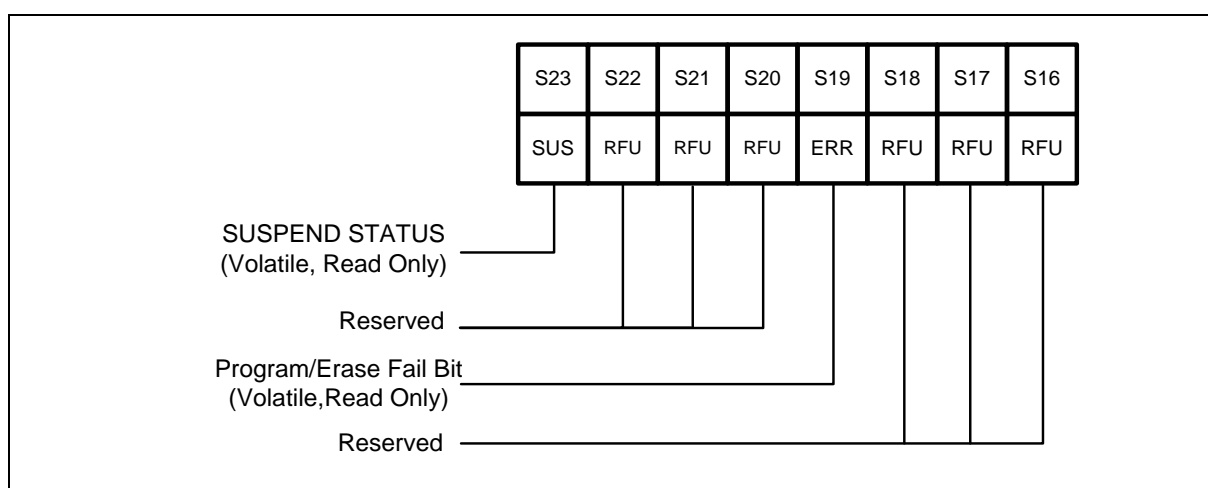 S23 S22 S21 S20 S19 S18 S17 S16
SUS RFU RFU RFU ERR RFU RFU RFU
SUSPEND STATUS
(Volatile, Read Only)
Reserved
Program/Erase Fail Bit
(Volatile,Read Only)
Reserved